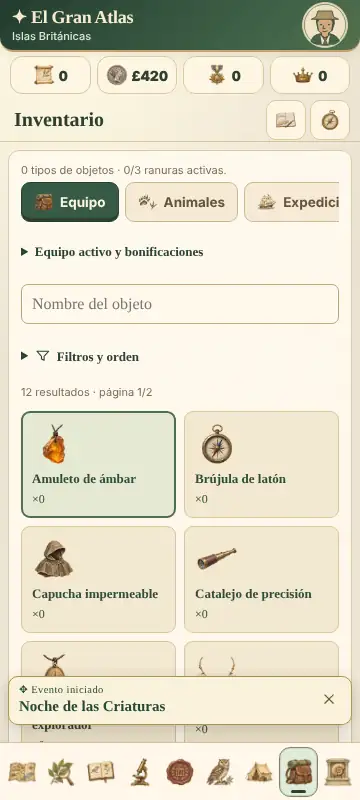 ✦ El Gran Atlas
Islas Británicas
0
£420
0
0
Inventario
0 tipos de objetos · 0/3 ranuras activas.
Equipo
Animales
Expedici
Equipo activo y bonificaciones
Nombre del objeto
Filtros y orden
12 resultados · página 1/2
Amuleto de ámbar
×0
Brújula de latón
×0
Capucha impermeable
×0
Catalejo de precisión
×0
✥ Evento iniciado
Noche de las Criaturas
explorador
×0